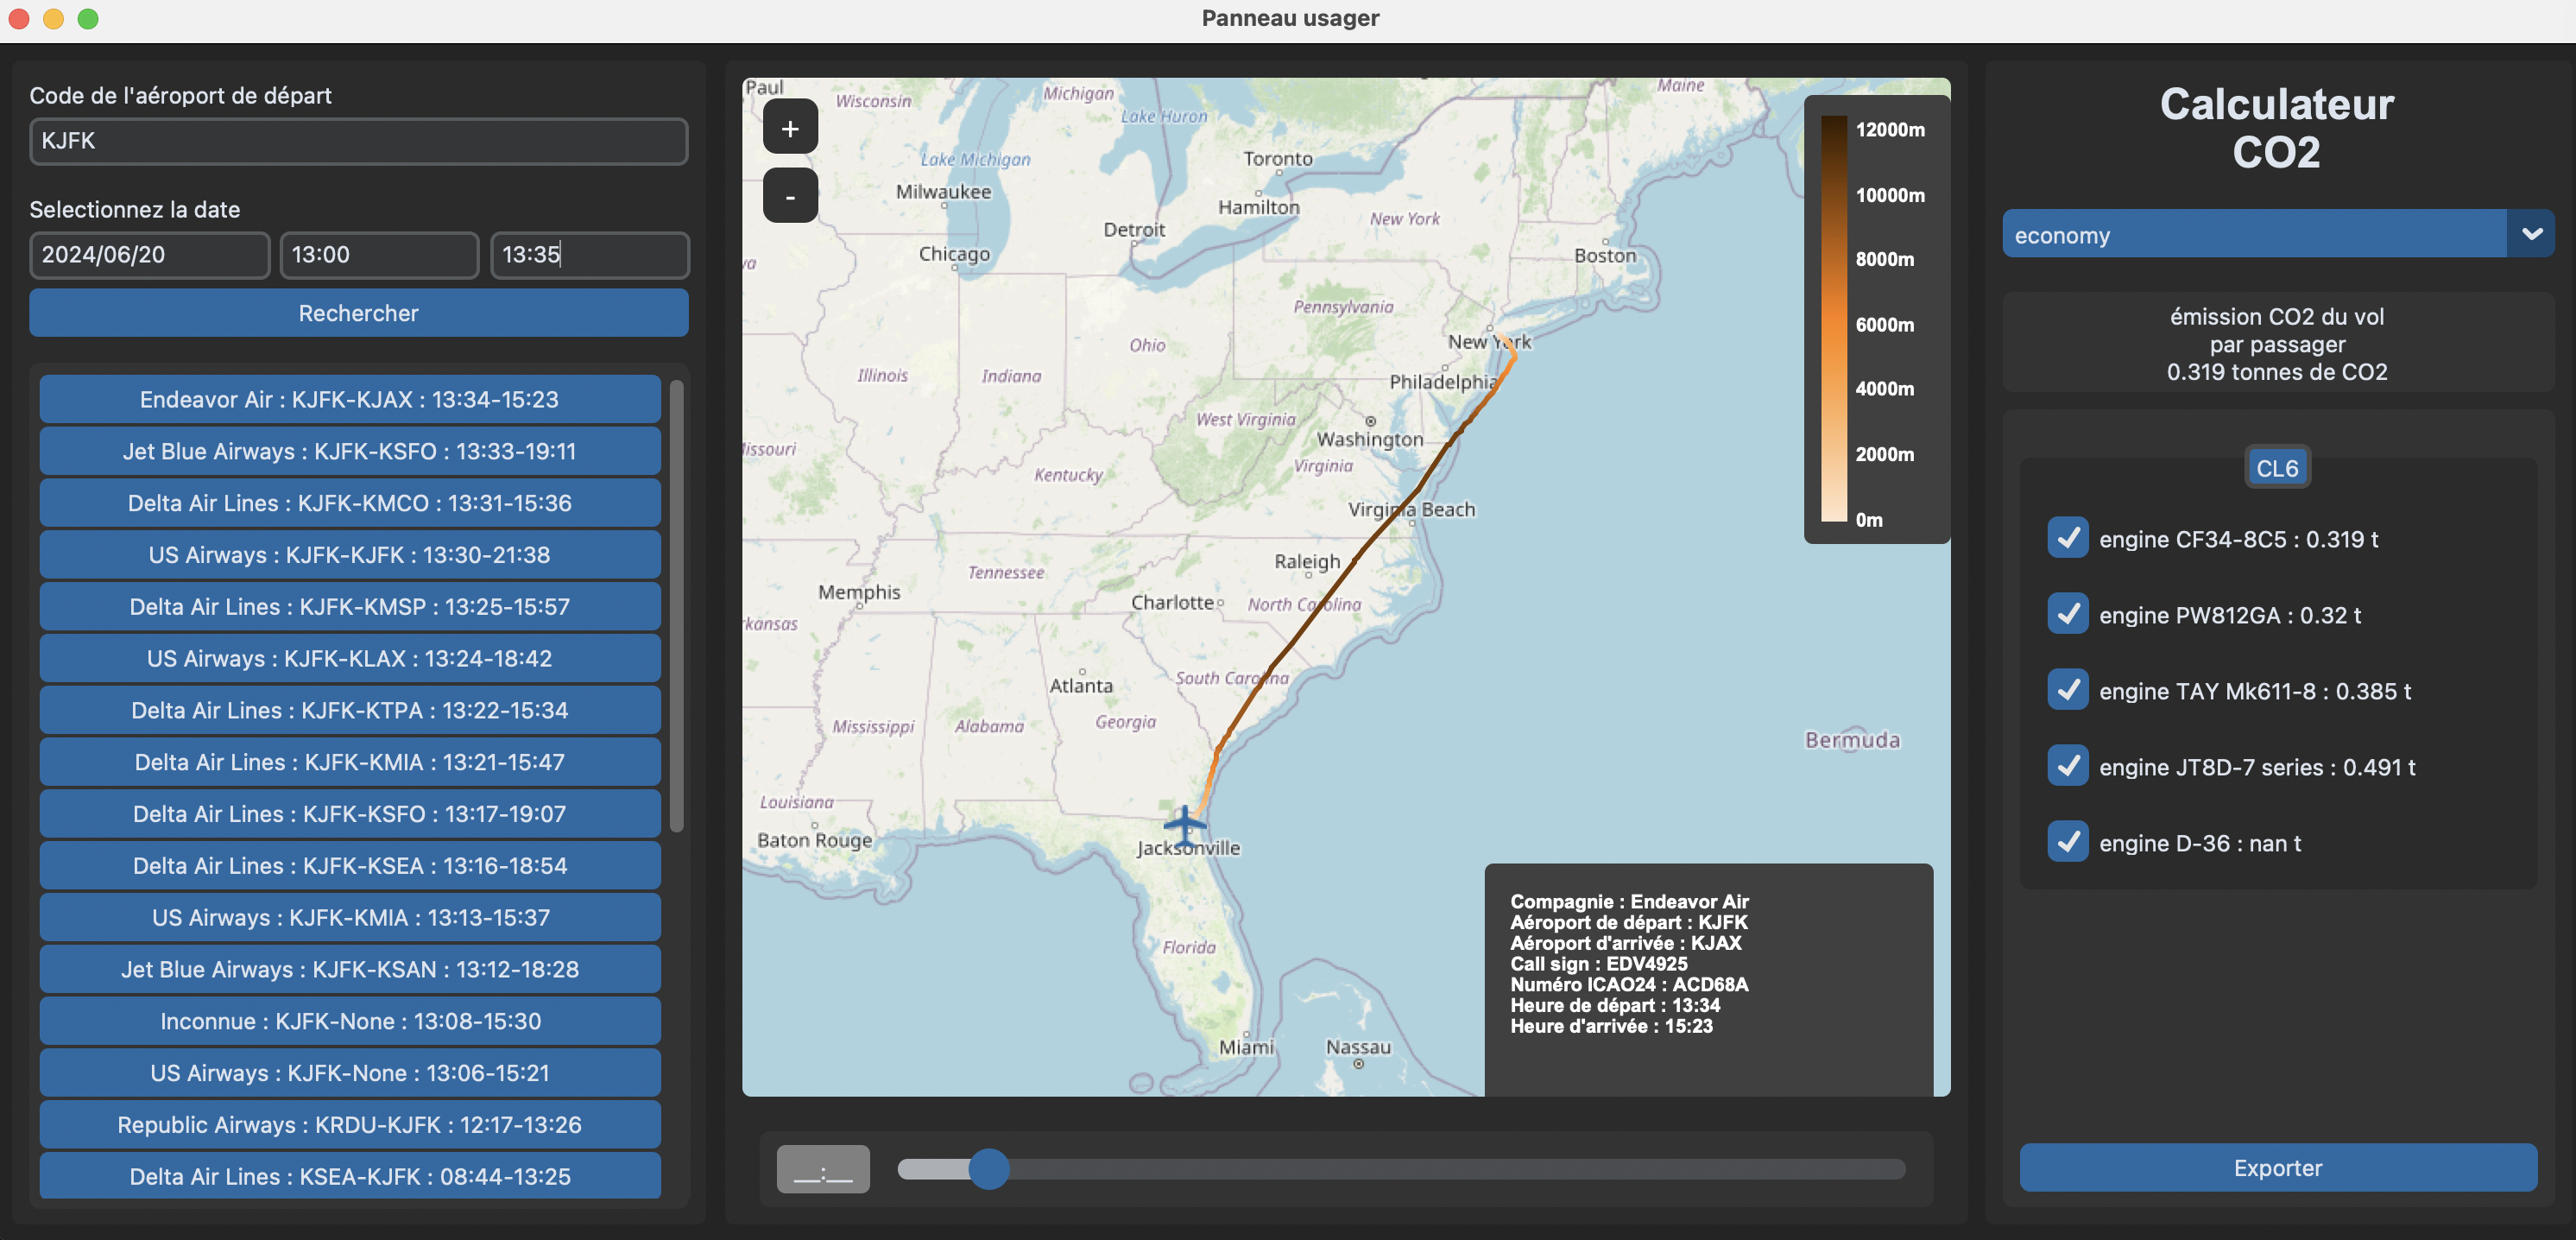 Panneau usager
Code de l'aéroport de départ
KJFK
Selectionnez la date
2024/06/20
13:00
13:35
Rechercher
Endeavor Air : KJFK-KJAX : 13:34-15:23
Jet Blue Airways : KJFK-KSFO : 13:33-19:11
Delta Air Lines : KJFK-KMCO : 13:31-15:36
US Airways : KJFK-KJFK : 13:30-21:38
Delta Air Lines : KJFK-KMSP : 13:25-15:57
US Airways : KJFK-KLAX : 13:24-18:42
Delta Air Lines : KJFK-KTPA : 13:22-15:34
Delta Air Lines : KJFK-KMIA : 13:21-15:47
Delta Air Lines : KJFK-KSFO : 13:17-19:07
Delta Air Lines : KJFK-KSEA : 13:16-18:54
US Airways : KJFK-KMIA : 13:13-15:37
Jet Blue Airways : KJFK-KSAN : 13:12-18:28
Inconnue : KJFK-None : 13:08-15:30
US Airways : KJFK-None : 13:06-15:21
Republic Airways : KRDU-KJFK : 12:17-13:26
Delta Air Lines : KSEA-KJFK : 08:44-13:25
+
-
Paul
Wisconsin
Michigan
Maine
Lake Huron
Toronto
Lake Michigan
Milwaukee
Hamilton
New York
Detroit
Chicago
Boston
va
Pennsylvania
New York
Ohio
Illinois
Indiana
Philadelphia
West Virginia
Washington
issouri
Virginia
Kentucky
Virginia Beach
Raleigh
Tennessee
Memphis
Charlotte
North Carolina
rkansas
South Carolina
Atlanta
Georgia
Mississippi
Alabama
Bermuda
Louisiana
Baton Rouge
Jacksonville
Florida
Miami
Nassau
12000m
10000m
8000m
6000m
4000m
2000m
0m
Compagnie : Endeavor Air
Aéroport de départ : KJFK
Aéroport d'arrivée : KJAX
Call sign : EDV4925
Numéro ICAO24 : ACD68A
Heure de départ : 13:34
Heure d'arrivée : 15:23
__:__
Calculateur
CO2
economy
émission CO2 du vol
par passager
0.319 tonnes de CO2
CL6
engine CF34-8C5 : 0.319 t
engine PW812GA : 0.32 t
engine TAY Mk611-8 : 0.385 t
engine JT8D-7 series : 0.491 t
engine D-36 : nan t
Exporter